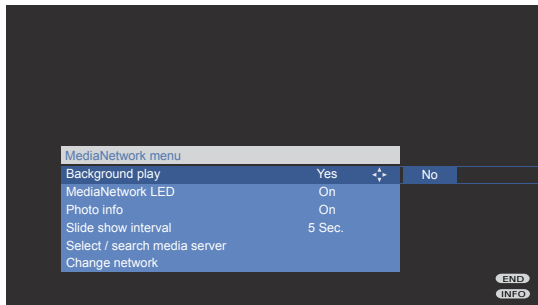 MediaNetwork menu
Background play Yes No
MediaNetwork LED On
Photo info On
Slide show interval 5 Sec.
Select / search media server
Change network
END
INFO